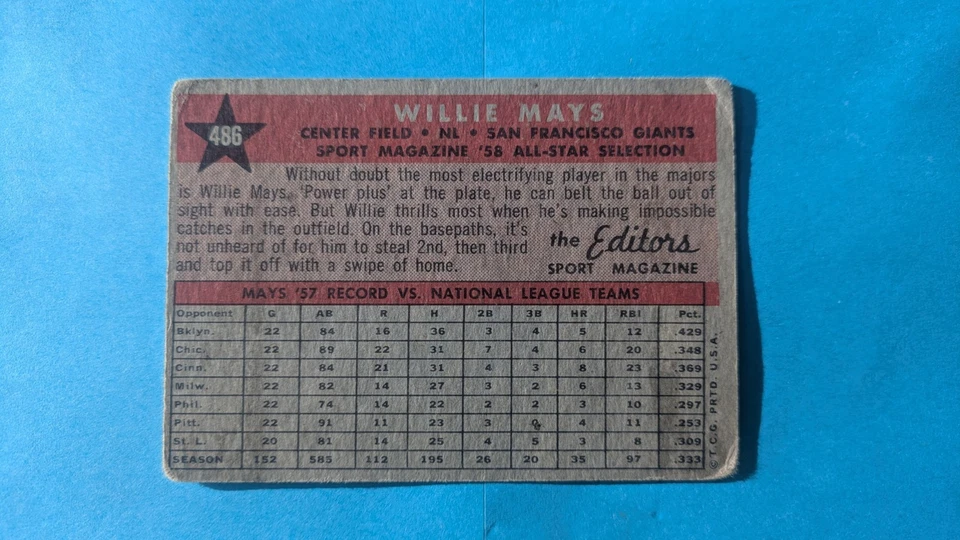 486
WILLIE MAYS
CENTER FIELD • NL • SAN FRANCISCO GIANTS
SPORT MAGAZINE '58 ALL-STAR SELECTION
Without doubt the most electrifying player in the majors
is Willie Mays. 'Power plus' at the plate, he can belt the ball out of
sight with ease. But Willie thrills most when he's making impossible
catches in the outfield. On the basepaths, it's
not unheard of for him to steal 2nd, then third
and top it off with a swipe of home.
the Editors
SPORT MAGAZINE
MAYS '57 RECORD VS. NATIONAL LEAGUE TEAMS
Opponent G AB R H 2B 3B HR RBI Pct.
Bklyn. 22 84 16 36 3 4 5 12 .429
Chic. 22 89 22 31 7 4 6 20 .348
Cinn. 22 84 21 31 4 3 8 23 .369
Milw. 22 82 14 27 3 2 6 13 .329
Phil. 22 74 14 22 2 2 3 10 .297
Pitt. 22 91 11 23 3 0 4 11 .253
St. L. 20 81 14 25 4 5 3 8 .309
SEASON 152 585 112 195 26 20 35 97 .333
© T.C.G. PRTD. U.S.A.